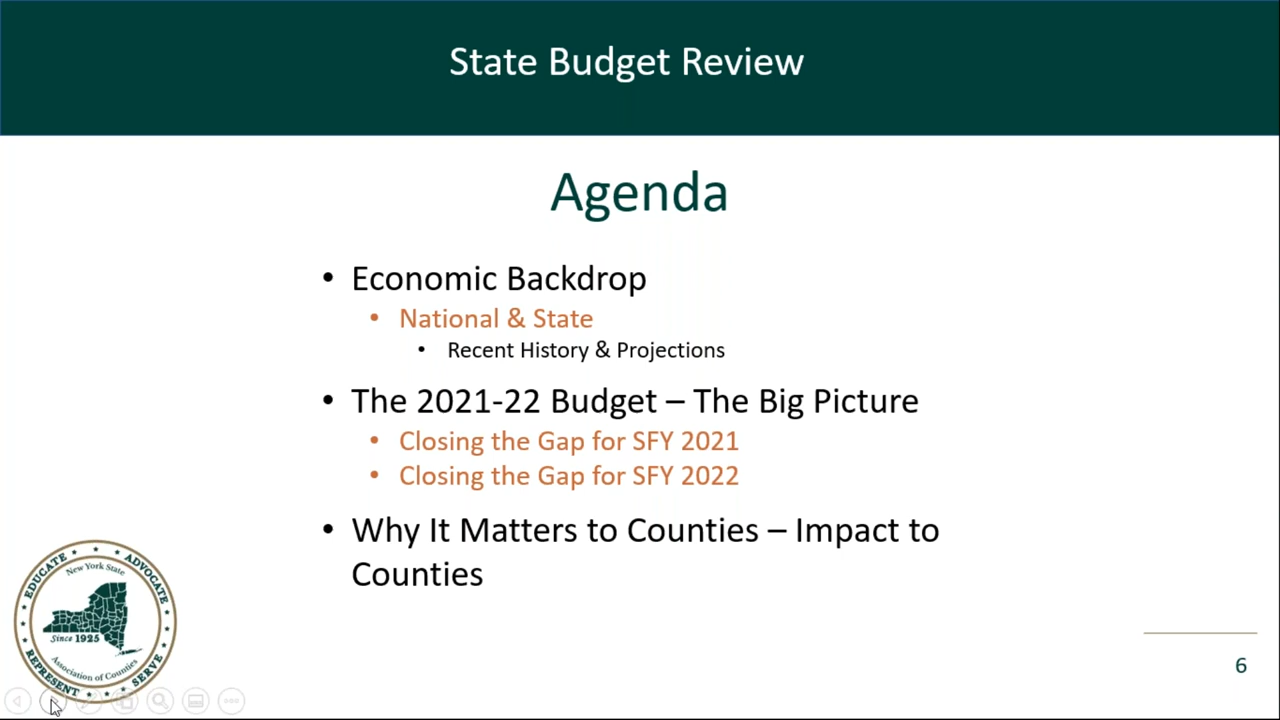 State Budget Review
Agenda
• Economic Backdrop
• National & State
• Recent History & Projections
• The 2021-22 Budget – The Big Picture
• Closing the Gap for SFY 2021
• Closing the Gap for SFY 2022
• Why It Matters to Counties – Impact to
Counties
EDUCATE ADVOCATE
New York State
Since 1925
Association of Counties
REPRESENT SERVE
6